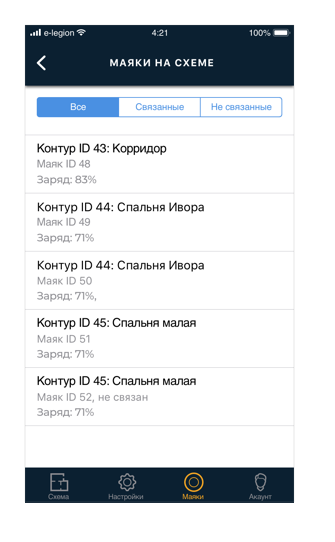 e-legion 4:21 100%
МАЯКИ НА СХЕМЕ
Все Связанные Не связанные
Контур ID 43: Корридор
Маяк ID 48
Заряд: 83%
Контур ID 44: Спальня Ивора
Маяк ID 49
Заряд: 71%
Контур ID 44: Спальня Ивора
Маяк ID 50
Заряд: 71%,
Контур ID 45: Спальня малая
Маяк ID 51
Заряд: 71%
Контур ID 45: Спальня малая
Маяк ID 52, не связан
Заряд: 71%
Схема Настройки Маяки Акаунт